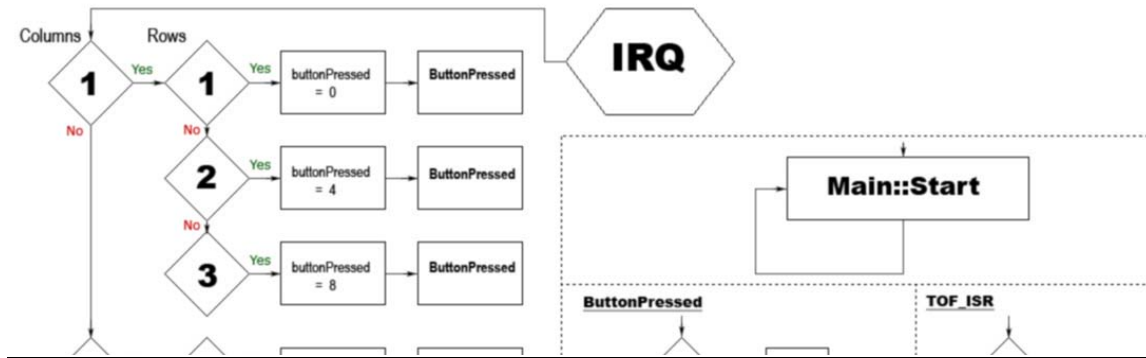 Columns
Rows
IRQ
1
Yes
1
Yes
buttonPressed
= 0
ButtonPressed
No
No
2
Yes
buttonPressed
= 4
ButtonPressed
Main::Start
No
3
Yes
buttonPressed
= 8
ButtonPressed
ButtonPressed
TOF_ISR